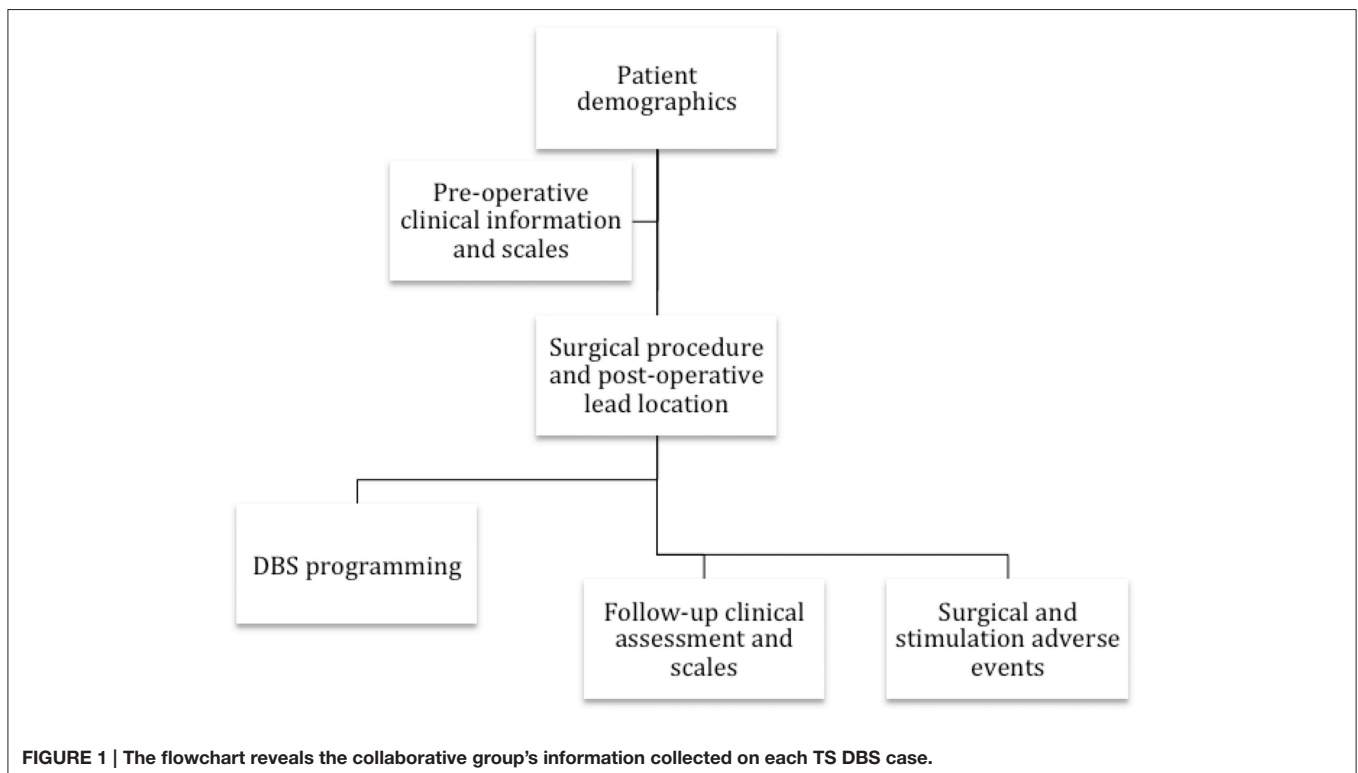 Patient
demographics
Pre-operative
clinical information
and scales
Surgical procedure
and post-operative
lead location
DBS programming
Follow-up clinical
assessment and
scales
Surgical and
stimulation adverse
events
FIGURE 1 | The flowchart reveals the collaborative group's information collected on each TS DBS case.